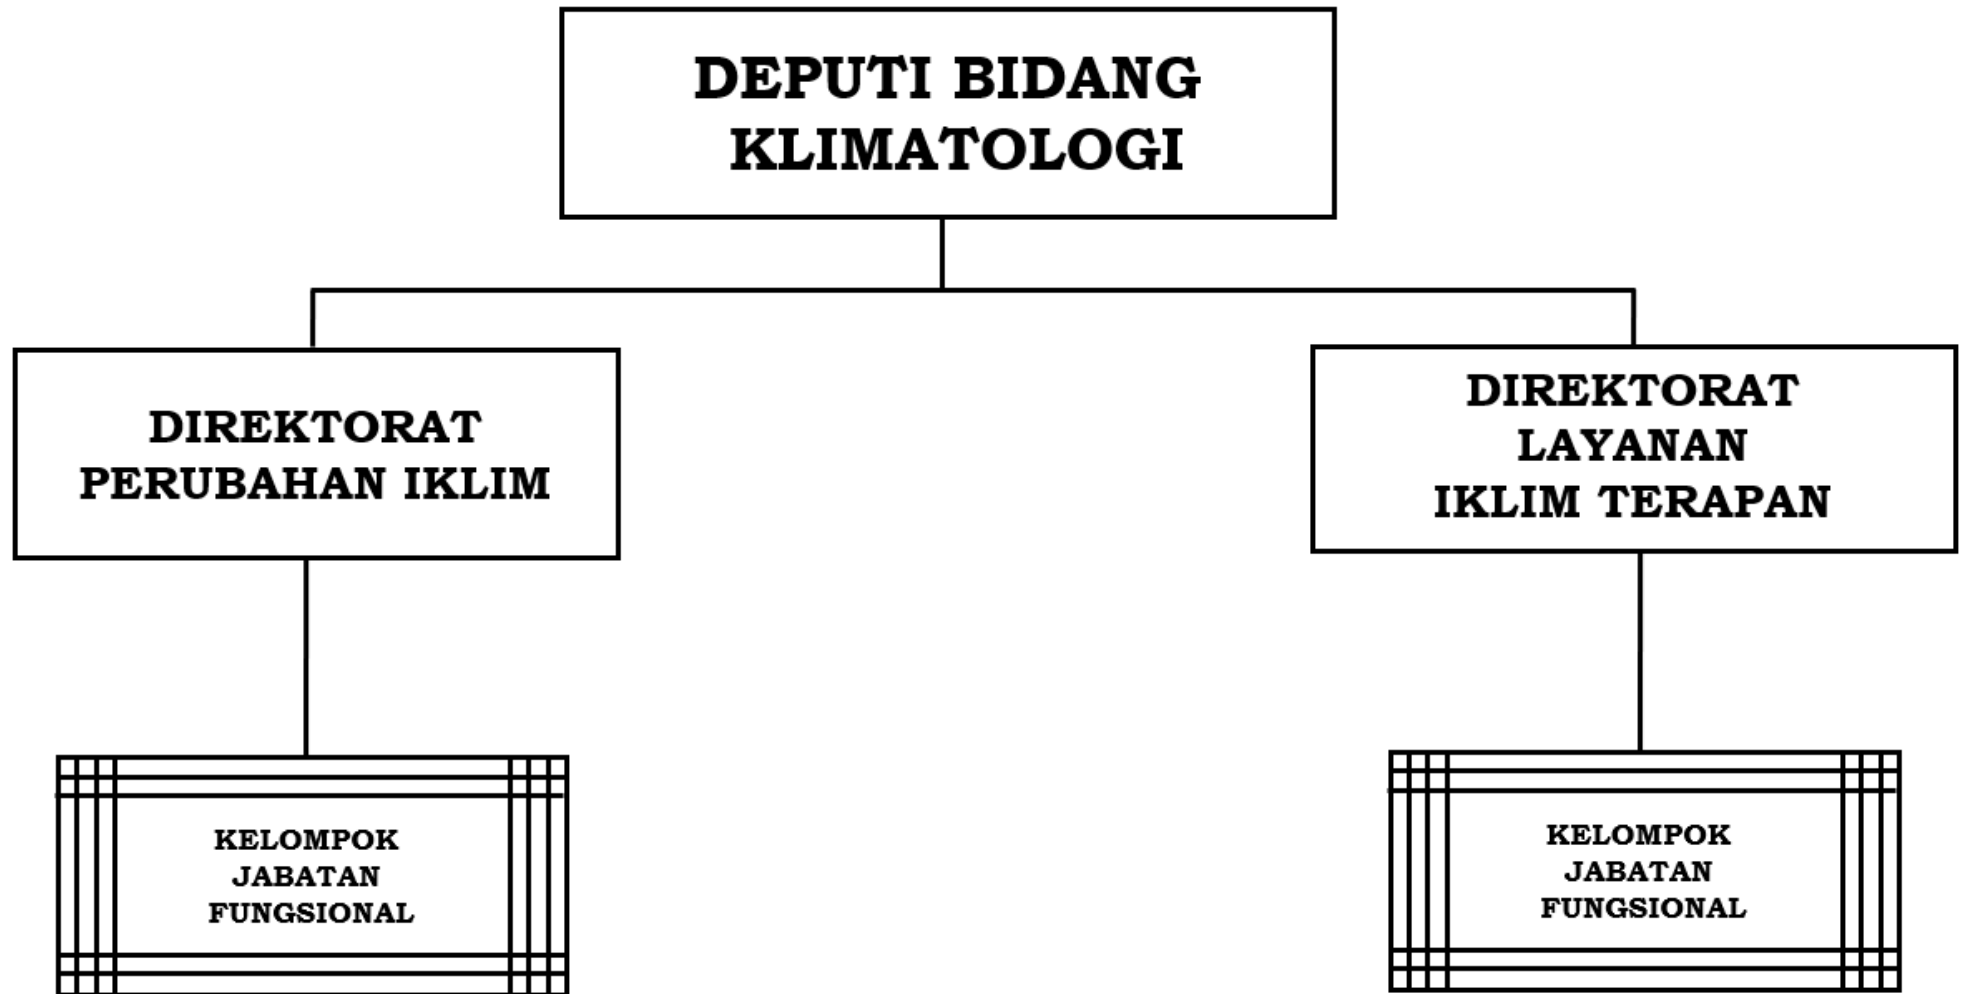 DEPUTI BIDANG
KLIMATOLOGI
DIREKTORAT
PERUBAHAN IKLIM
DIREKTORAT
LAYANAN
IKLIM TERAPAN
KELOMPOK
JABATAN
FUNGSIONAL
KELOMPOK
JABATAN
FUNGSIONAL